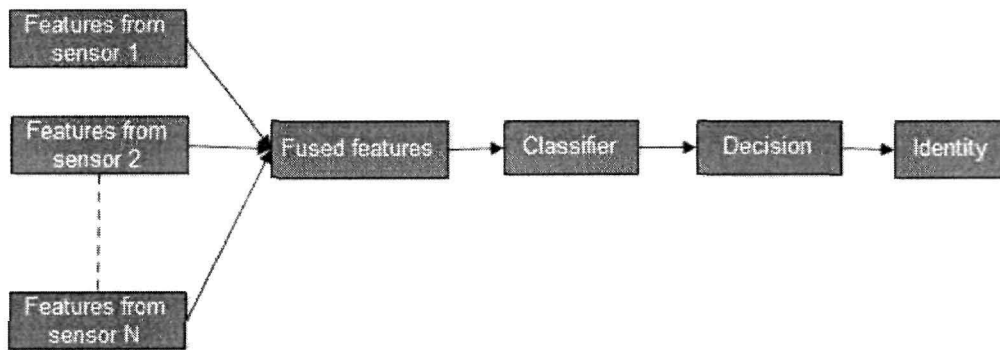 Features from
sensor 1
Features from
sensor 2
Fused features
Classifier
Decision
Identity
Features from
sensor N